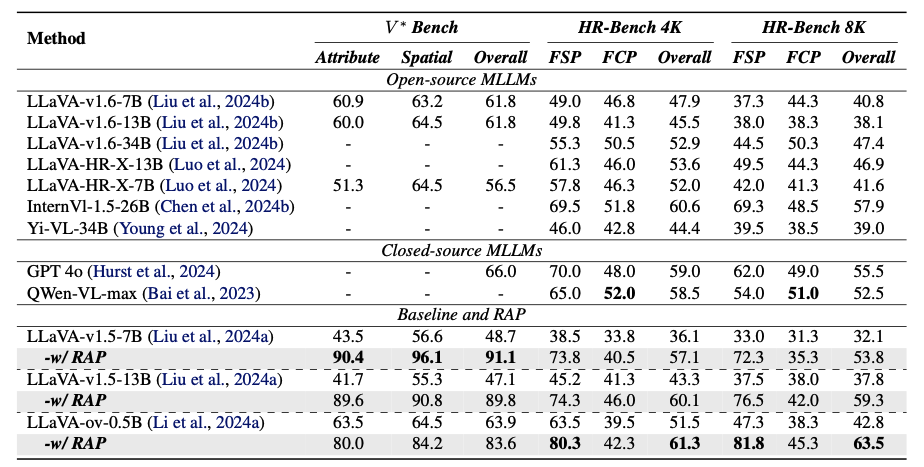 Method V* Bench HR-Bench 4K HR-Bench 8K
Attribute Spatial Overall FSP FCP Overall FSP FCP Overall
Open-source MLLMs
LLaVA-v1.6-7B (Liu et al., 2024b) 60.9 63.2 61.8 49.0 46.8 47.9 37.3 44.3 40.8
LLaVA-v1.6-13B (Liu et al., 2024b) 60.0 64.5 61.8 49.8 41.3 45.5 38.0 38.3 38.1
LLaVA-v1.6-34B (Liu et al., 2024b) - - - 55.3 50.5 52.9 44.5 50.3 47.4
LLaVA-HR-X-13B (Luo et al., 2024) - - - 61.3 46.0 53.6 49.5 44.3 46.9
LLaVA-HR-X-7B (Luo et al., 2024) 51.3 64.5 56.5 57.8 46.3 52.0 42.0 41.3 41.6
InternVl-1.5-26B (Chen et al., 2024b) - - - 69.5 51.8 60.6 69.3 48.5 57.9
Yi-VL-34B (Young et al., 2024) - - - 46.0 42.8 44.4 39.5 38.5 39.0
Closed-source MLLMs
GPT 4o (Hurst et al., 2024) - - 66.0 70.0 48.0 59.0 62.0 49.0 55.5
QWen-VL-max (Bai et al., 2023) - - - 65.0 52.0 58.5 54.0 51.0 52.5
Baseline and RAP
LLaVA-v1.5-7B (Liu et al., 2024a) 43.5 56.6 48.7 38.5 33.8 36.1 33.0 31.3 32.1
-w/ RAP 90.4 96.1 91.1 73.8 40.5 57.1 72.3 35.3 53.8
LLaVA-v1.5-13B (Liu et al., 2024a) 41.7 55.3 47.1 45.2 41.3 43.3 37.5 38.0 37.8
-w/ RAP 89.6 90.8 89.8 74.3 46.0 60.1 76.5 42.0 59.3
LLaVA-ov-0.5B (Li et al., 2024a) 63.5 64.5 63.9 63.5 39.5 51.5 47.3 38.3 42.8
-w/ RAP 80.0 84.2 83.6 80.3 42.3 61.3 81.8 45.3 63.5